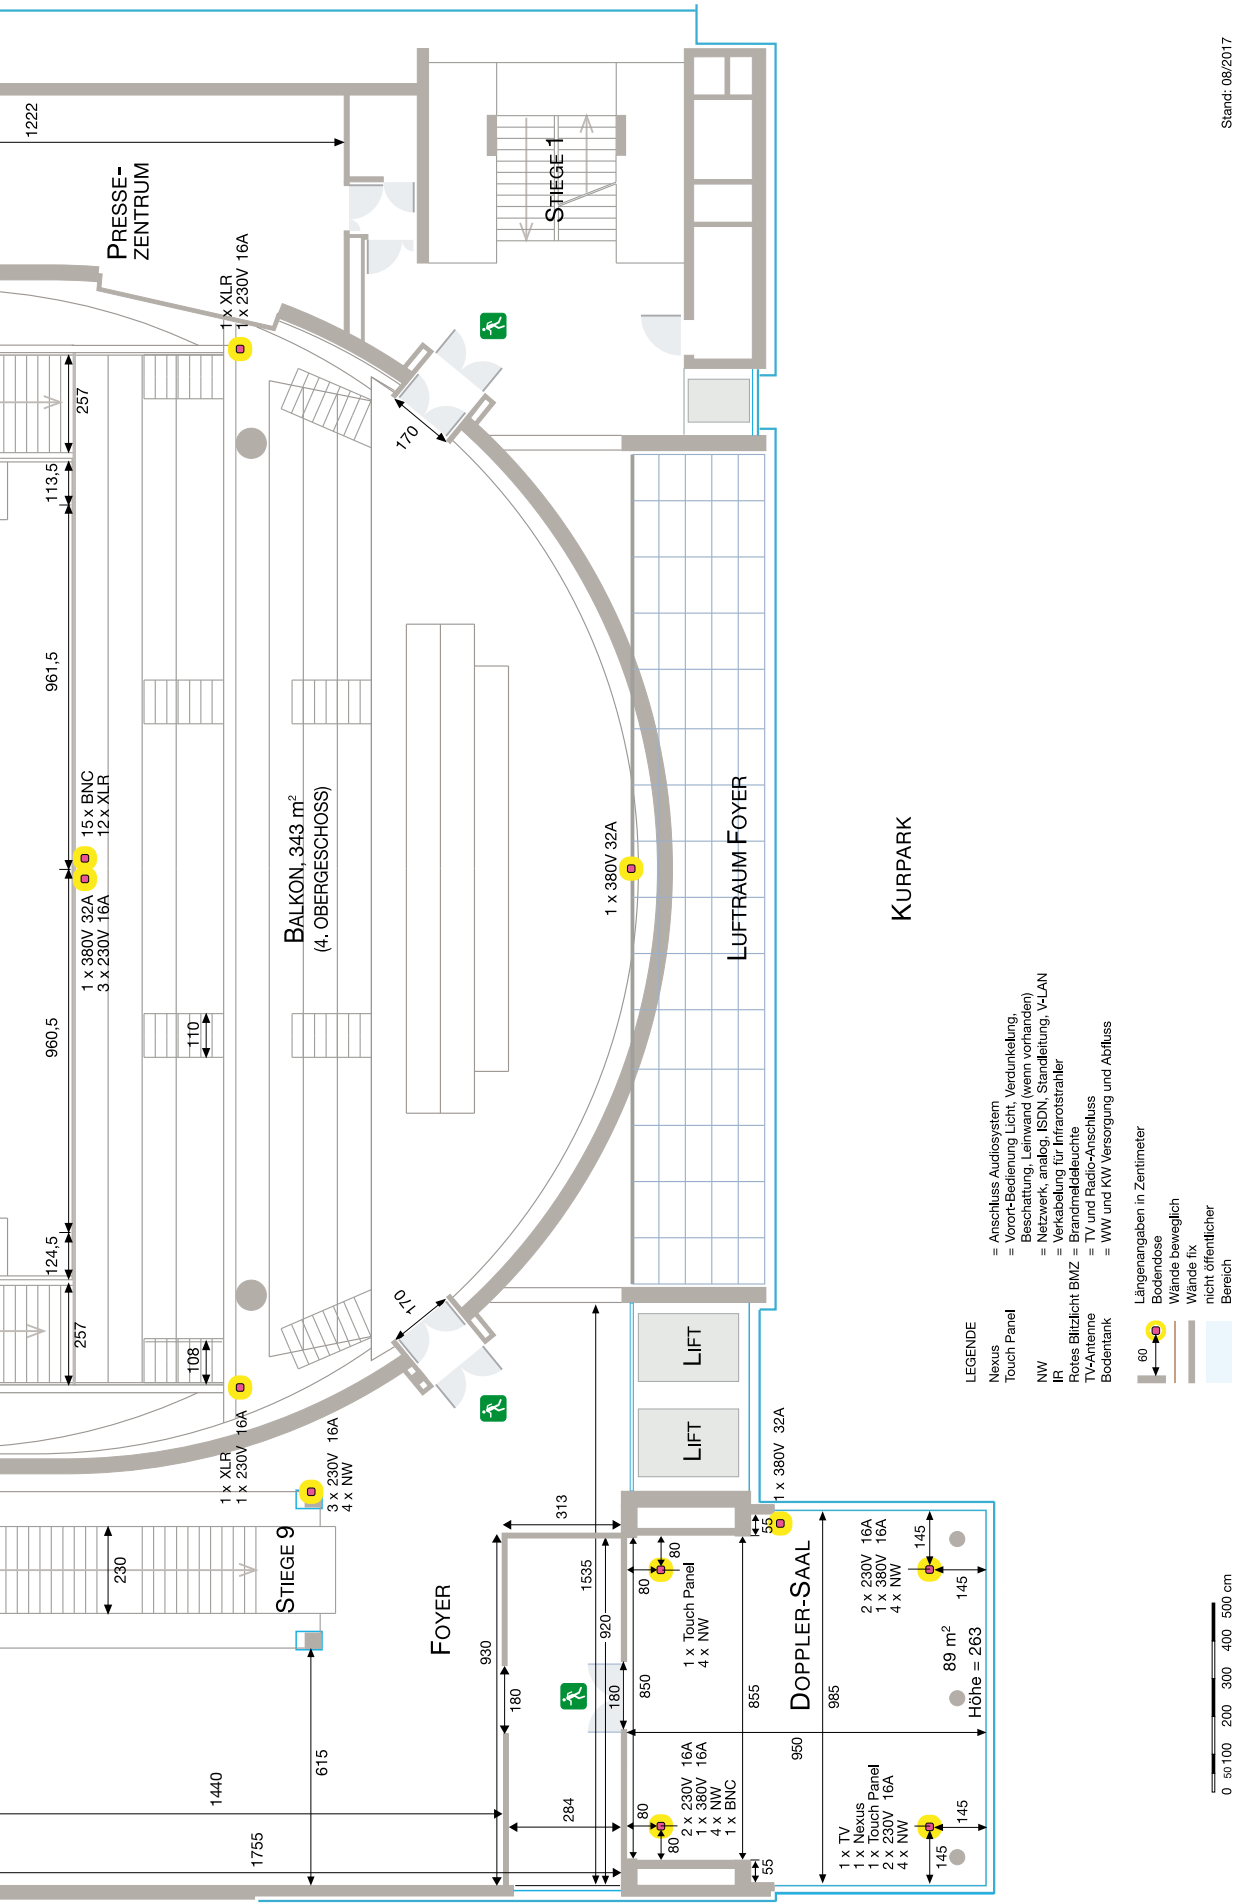 1222
Stand: 08/2017
PRESSE-
ZENTRUM
STIEGE 1
1 x XLR
1 x 230V 16A
257
170
113,5
961,5
15 x BNC
12 x XLR
1 x 380V 32A
3 x 230V 16A
BALKON, 343 m²
(4. OBERGESCHOSS)
1 x 380V 32A
LUFTRAUM FOYER
KURPARK
960,5
110
124,5
257
108
170
1 x XLR
1 x 230V 16A
3 x 230V 16A
4 x NW
LIFT
LIFT
1 x 380V 32A
STIEGE 9
230
FOYER
313
1535
930
920
180
180
850
855
985
950
55
80
80
1 x Touch Panel
4 x NW
DOPPLER-SAAL
2 x 230V 16A
1 x 380V 16A
4 x NW
145
145
89 m²
Höhe = 263
615
1440
1755
284
80
80
2 x 230V 16A
1 x 380V 16A
4 x NW
1 x BNC
55
1 x TV
1 x Nexus
1 x Touch Panel
2 x 230V 16A
4 x NW
145
145
LEGENDE
Nexus = Anschluss Audiosystem
Touch Panel = Vorort-Bedienung Licht, Verdunkelung,
Beschattung, Leinwand (wenn vorhanden)
NW = Netzwerk, analog, ISDN, Standleitung, V-LAN
IR = Verkabelung für Infrarotstrahler
Rotes Blitzlicht BMZ = Brandmeldeleuchte
TV-Antenne = TV und Radio-Anschluss
Bodentank = WW und KW Versorgung und Abfluss
60
Längenangaben in Zentimeter
Bodendose
Wände beweglich
Wände fix
nicht öffentlicher
Bereich
0 50 100 200 300 400 500 cm